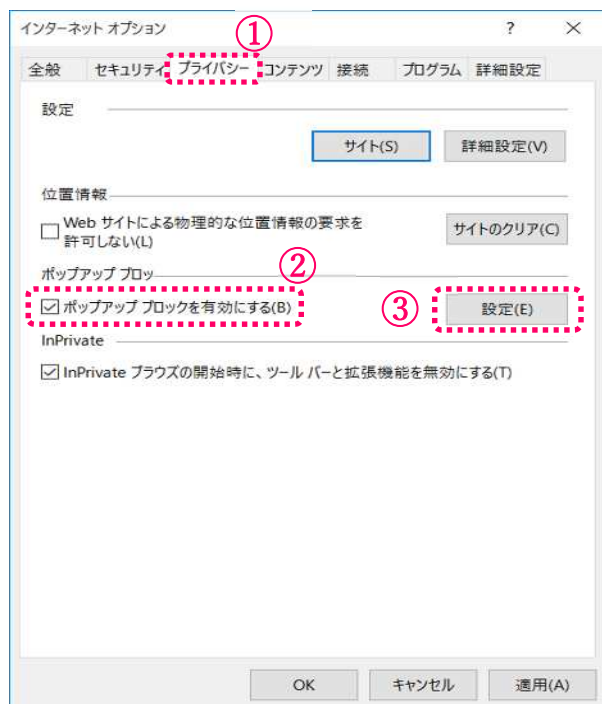 インターネット オプション ? ×
①
全般 セキュリティ プライバシー コンテンツ 接続 プログラム 詳細設定
設定
サイト(S) 詳細設定(V)
位置情報
Web サイトによる物理的な位置情報の要求を
許可しない(L)
サイトのクリア(C)
ポップアップ ブロッ
②
ポップアップ ブロックを有効にする(B)
③
設定(E)
InPrivate
InPrivate ブラウズの開始時に、ツール バーと拡張機能を無効にする(T)
OK キャンセル 適用(A)